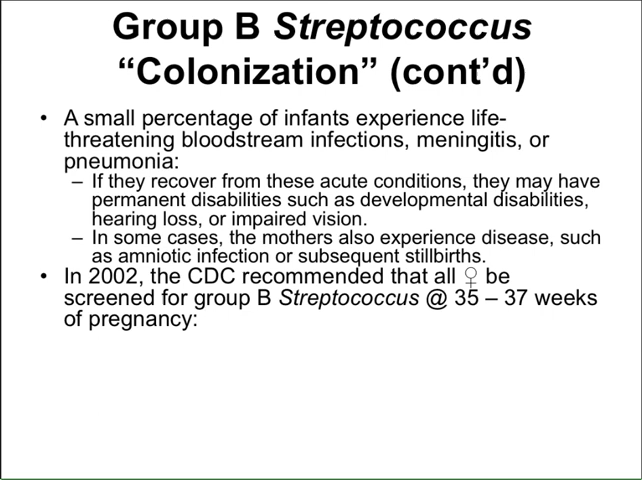 Group B Streptococcus
“Colonization” (cont’d)
• A small percentage of infants experience life-
threatening bloodstream infections, meningitis, or
pneumonia:
– If they recover from these acute conditions, they may have
permanent disabilities such as developmental disabilities,
hearing loss, or impaired vision.
– In some cases, the mothers also experience disease, such
as amniotic infection or subsequent stillbirths.
• In 2002, the CDC recommended that all ♀ be
screened for group B Streptococcus @ 35 – 37 weeks
of pregnancy: